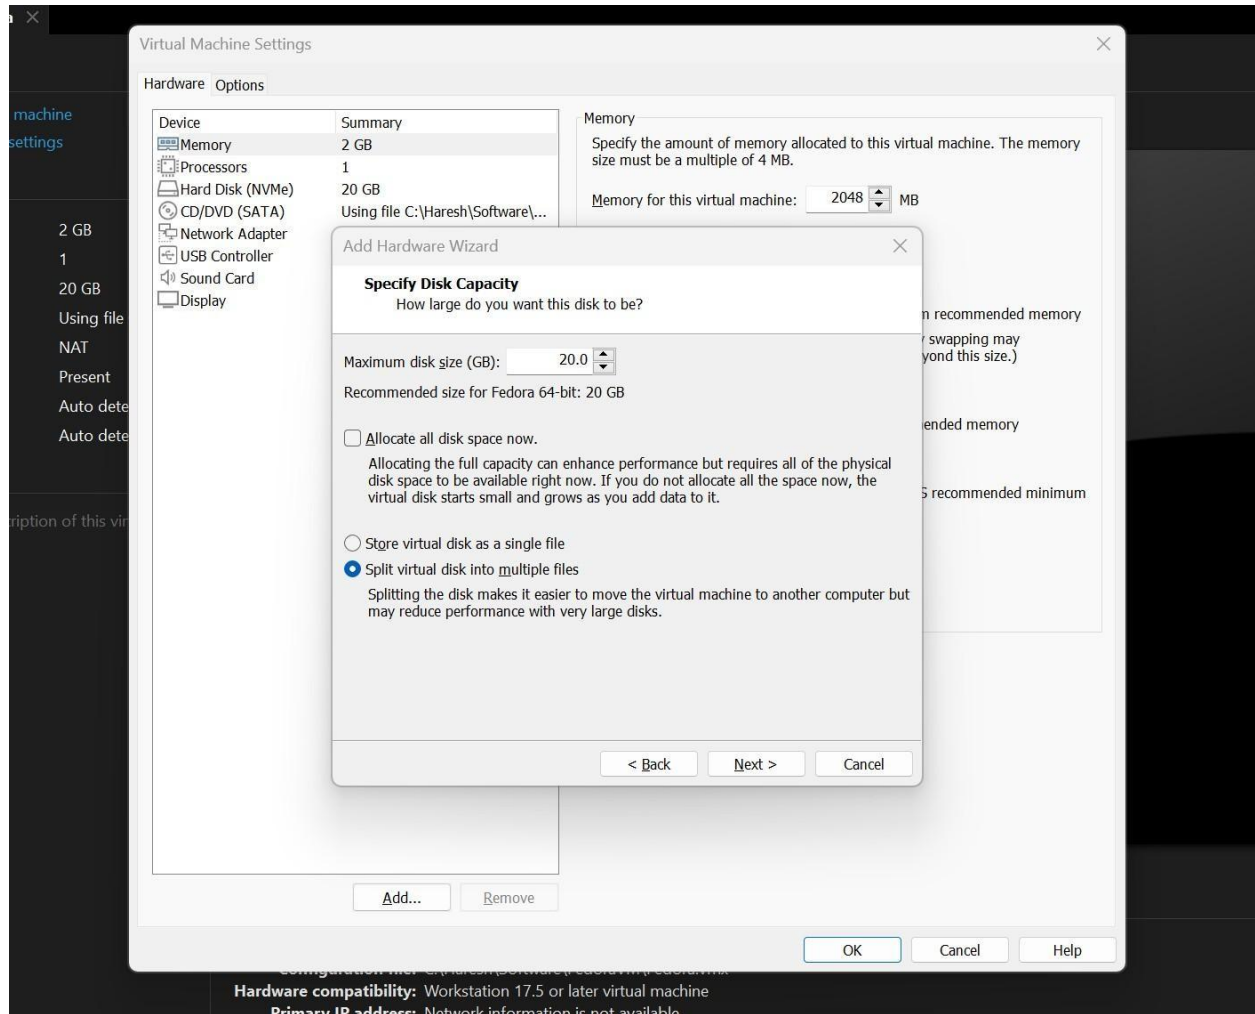 Virtual Machine Settings
Hardware Options
machine
settings
2 GB
1
20 GB
Using file
NAT
Present
Auto dete
Auto dete
ription of this vir
Device Summary
Memory 2 GB
Processors 1
Hard Disk (NVMe) 20 GB
CD/DVD (SATA) Using file C:\Haresh\Software\...
Network Adapter
USB Controller
Sound Card
Display
Memory
Specify the amount of memory allocated to this virtual machine. The memory
size must be a multiple of 4 MB.
Memory for this virtual machine: 2048 MB
recommended memory
swapping may
yond this size.)
ended memory
S recommended minimum
Add Hardware Wizard
Specify Disk Capacity
How large do you want this disk to be?
Maximum disk size (GB): 20.0
Recommended size for Fedora 64-bit: 20 GB
Allocate all disk space now.
Allocating the full capacity can enhance performance but requires all of the physical
disk space to be available right now. If you do not allocate all the space now, the
virtual disk starts small and grows as you add data to it.
Store virtual disk as a single file
Split virtual disk into multiple files
Splitting the disk makes it easier to move the virtual machine to another computer but
may reduce performance with very large disks.
< Back Next > Cancel
Add... Remove
OK Cancel Help
Hardware compatibility: Workstation 17.5 or later virtual machine
Primary IP address: Network information is not available